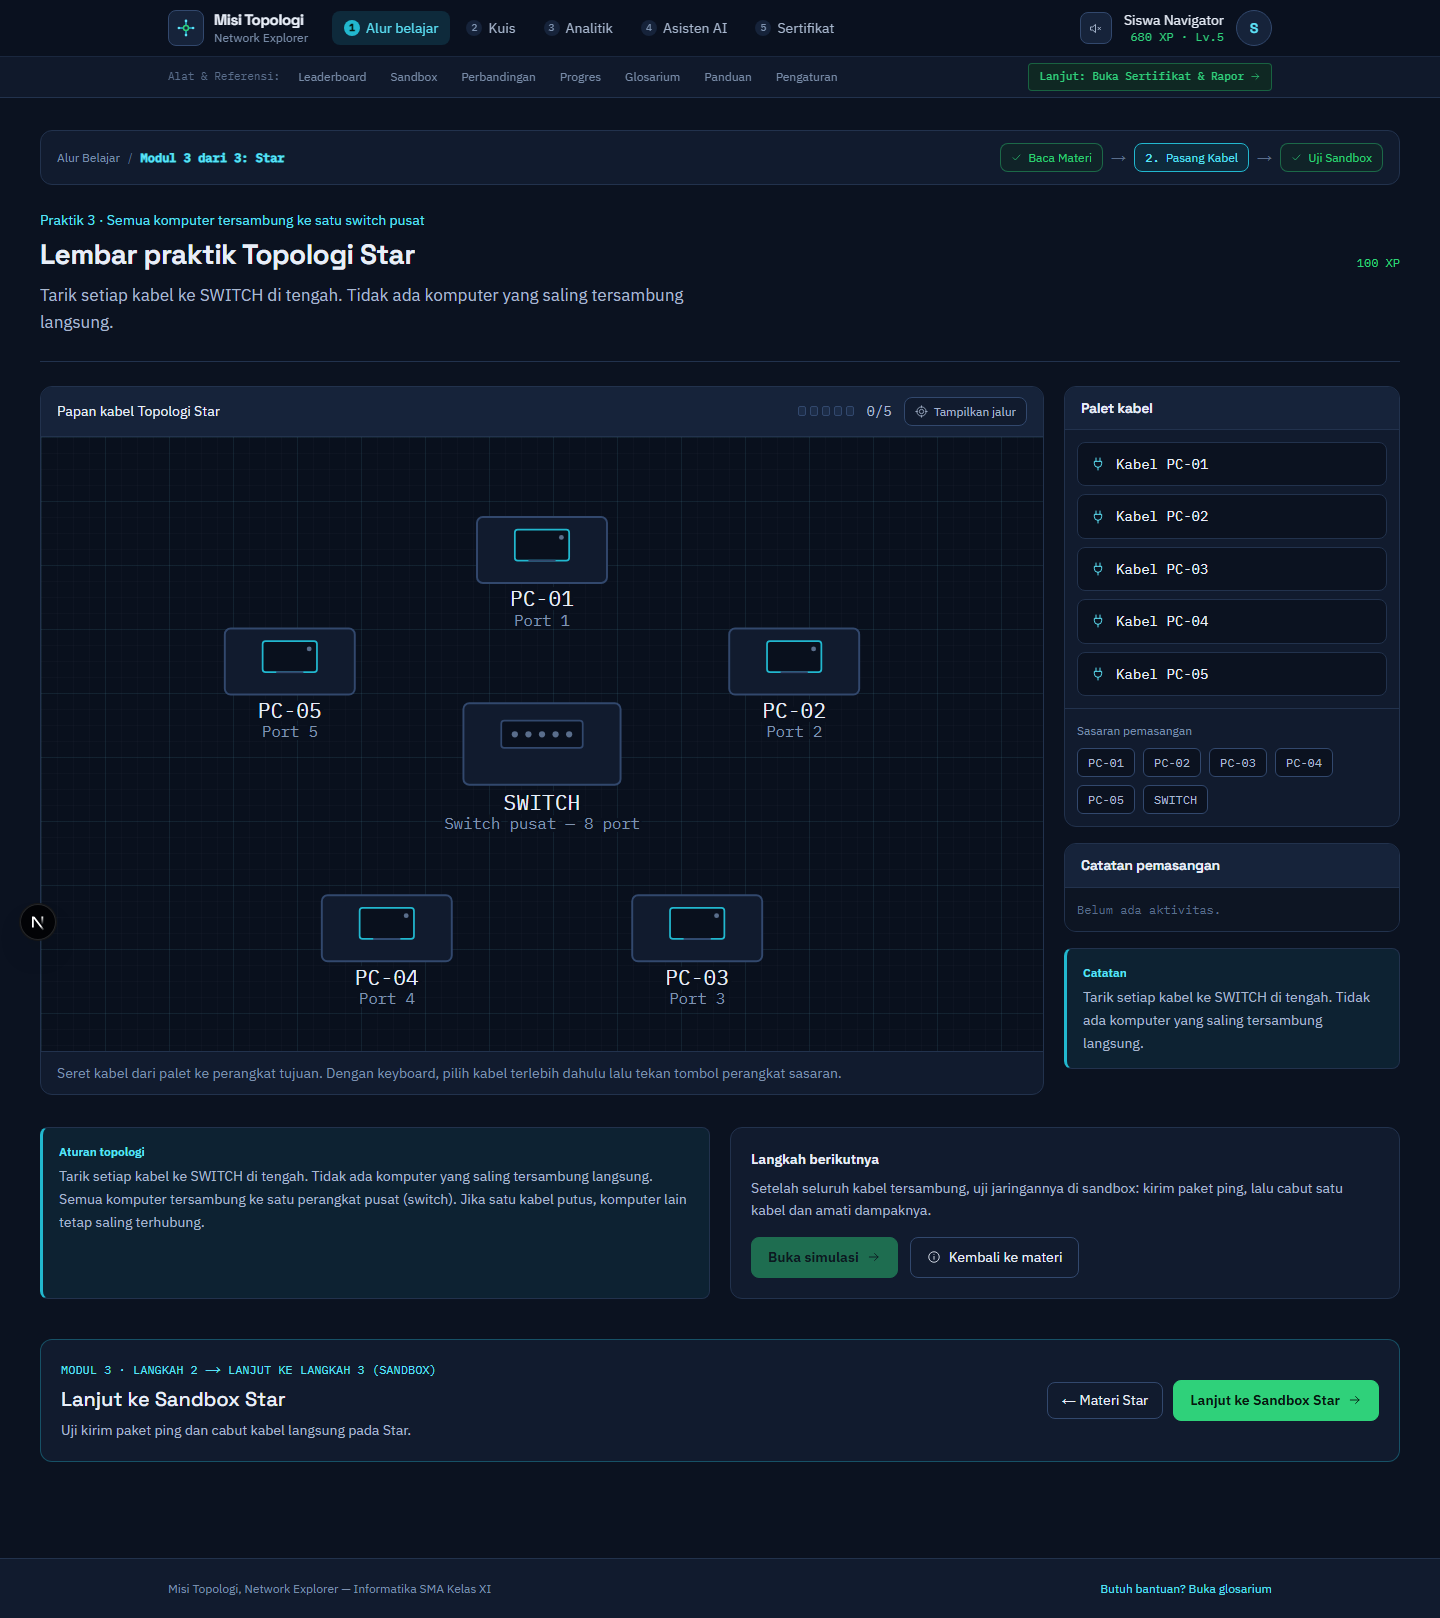 Misi Topologi
Network Explorer
1 Alur belajar
2 Kuis
3 Analitik
4 Asisten AI
5 Sertifikat
Siswa Navigator
680 XP · Lv.5
S
Alat & Referensi:
Leaderboard
Sandbox
Perbandingan
Progres
Glosarium
Panduan
Pengaturan
Lanjut: Buka Sertifikat & Rapor →
Alur Belajar / Modul 3 dari 3: Star
✓ Baca Materi → 2. Pasang Kabel → ✓ Uji Sandbox
Praktik 3 · Semua komputer tersambung ke satu switch pusat
Lembar praktik Topologi Star
100 XP
Tarik setiap kabel ke SWITCH di tengah. Tidak ada komputer yang saling tersambung
langsung.
Papan kabel Topologi Star
0/5
Tampilkan jalur
PC-01
Port 1
PC-05
Port 5
PC-02
Port 2
SWITCH
Switch pusat — 8 port
PC-04
Port 4
PC-03
Port 3
Seret kabel dari palet ke perangkat tujuan. Dengan keyboard, pilih kabel terlebih dahulu lalu tekan tombol perangkat sasaran.
Palet kabel
Kabel PC-01
Kabel PC-02
Kabel PC-03
Kabel PC-04
Kabel PC-05
Sasaran pemasangan
PC-01
PC-02
PC-03
PC-04
PC-05
SWITCH
Catatan pemasangan
Belum ada aktivitas.
Catatan
Tarik setiap kabel ke SWITCH di tengah. Tidak
ada komputer yang saling tersambung
langsung.
N
Aturan topologi
Tarik setiap kabel ke SWITCH di tengah. Tidak ada komputer yang saling tersambung langsung.
Semua komputer tersambung ke satu perangkat pusat (switch). Jika satu kabel putus, komputer lain
tetap saling terhubung.
Langkah berikutnya
Setelah seluruh kabel tersambung, uji jaringannya di sandbox: kirim paket ping, lalu cabut satu
kabel dan amati dampaknya.
Buka simulasi →
Kembali ke materi
MODUL 3 · LANGKAH 2 ⟶ LANJUT KE LANGKAH 3 (SANDBOX)
Lanjut ke Sandbox Star
Uji kirim paket ping dan cabut kabel langsung pada Star.
← Materi Star
Lanjut ke Sandbox Star →
Misi Topologi, Network Explorer — Informatika SMA Kelas XI
Butuh bantuan? Buka glosarium